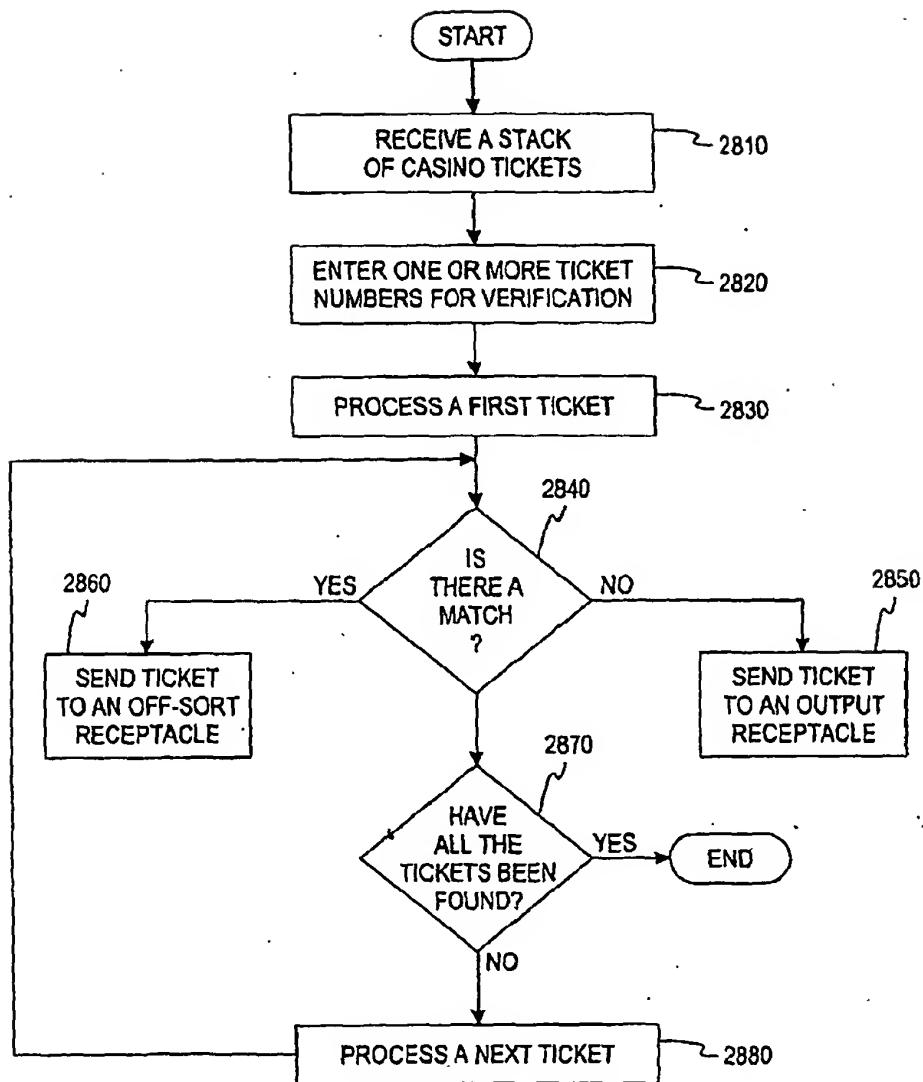 START
RECEIVE A STACK
OF CASINO TICKETS
2810
ENTER ONE OR MORE TICKET
NUMBERS FOR VERIFICATION
2820
PROCESS A FIRST TICKET
2830
2840
IS
THERE A
MATCH
?
YES
NO
2860
SEND TICKET
TO AN OFF-SORT
RECEPTACLE
2850
SEND TICKET
TO AN OUTPUT
RECEPTACLE
2870
HAVE
ALL THE
TICKETS BEEN
FOUND?
YES
END
NO
PROCESS A NEXT TICKET
2880